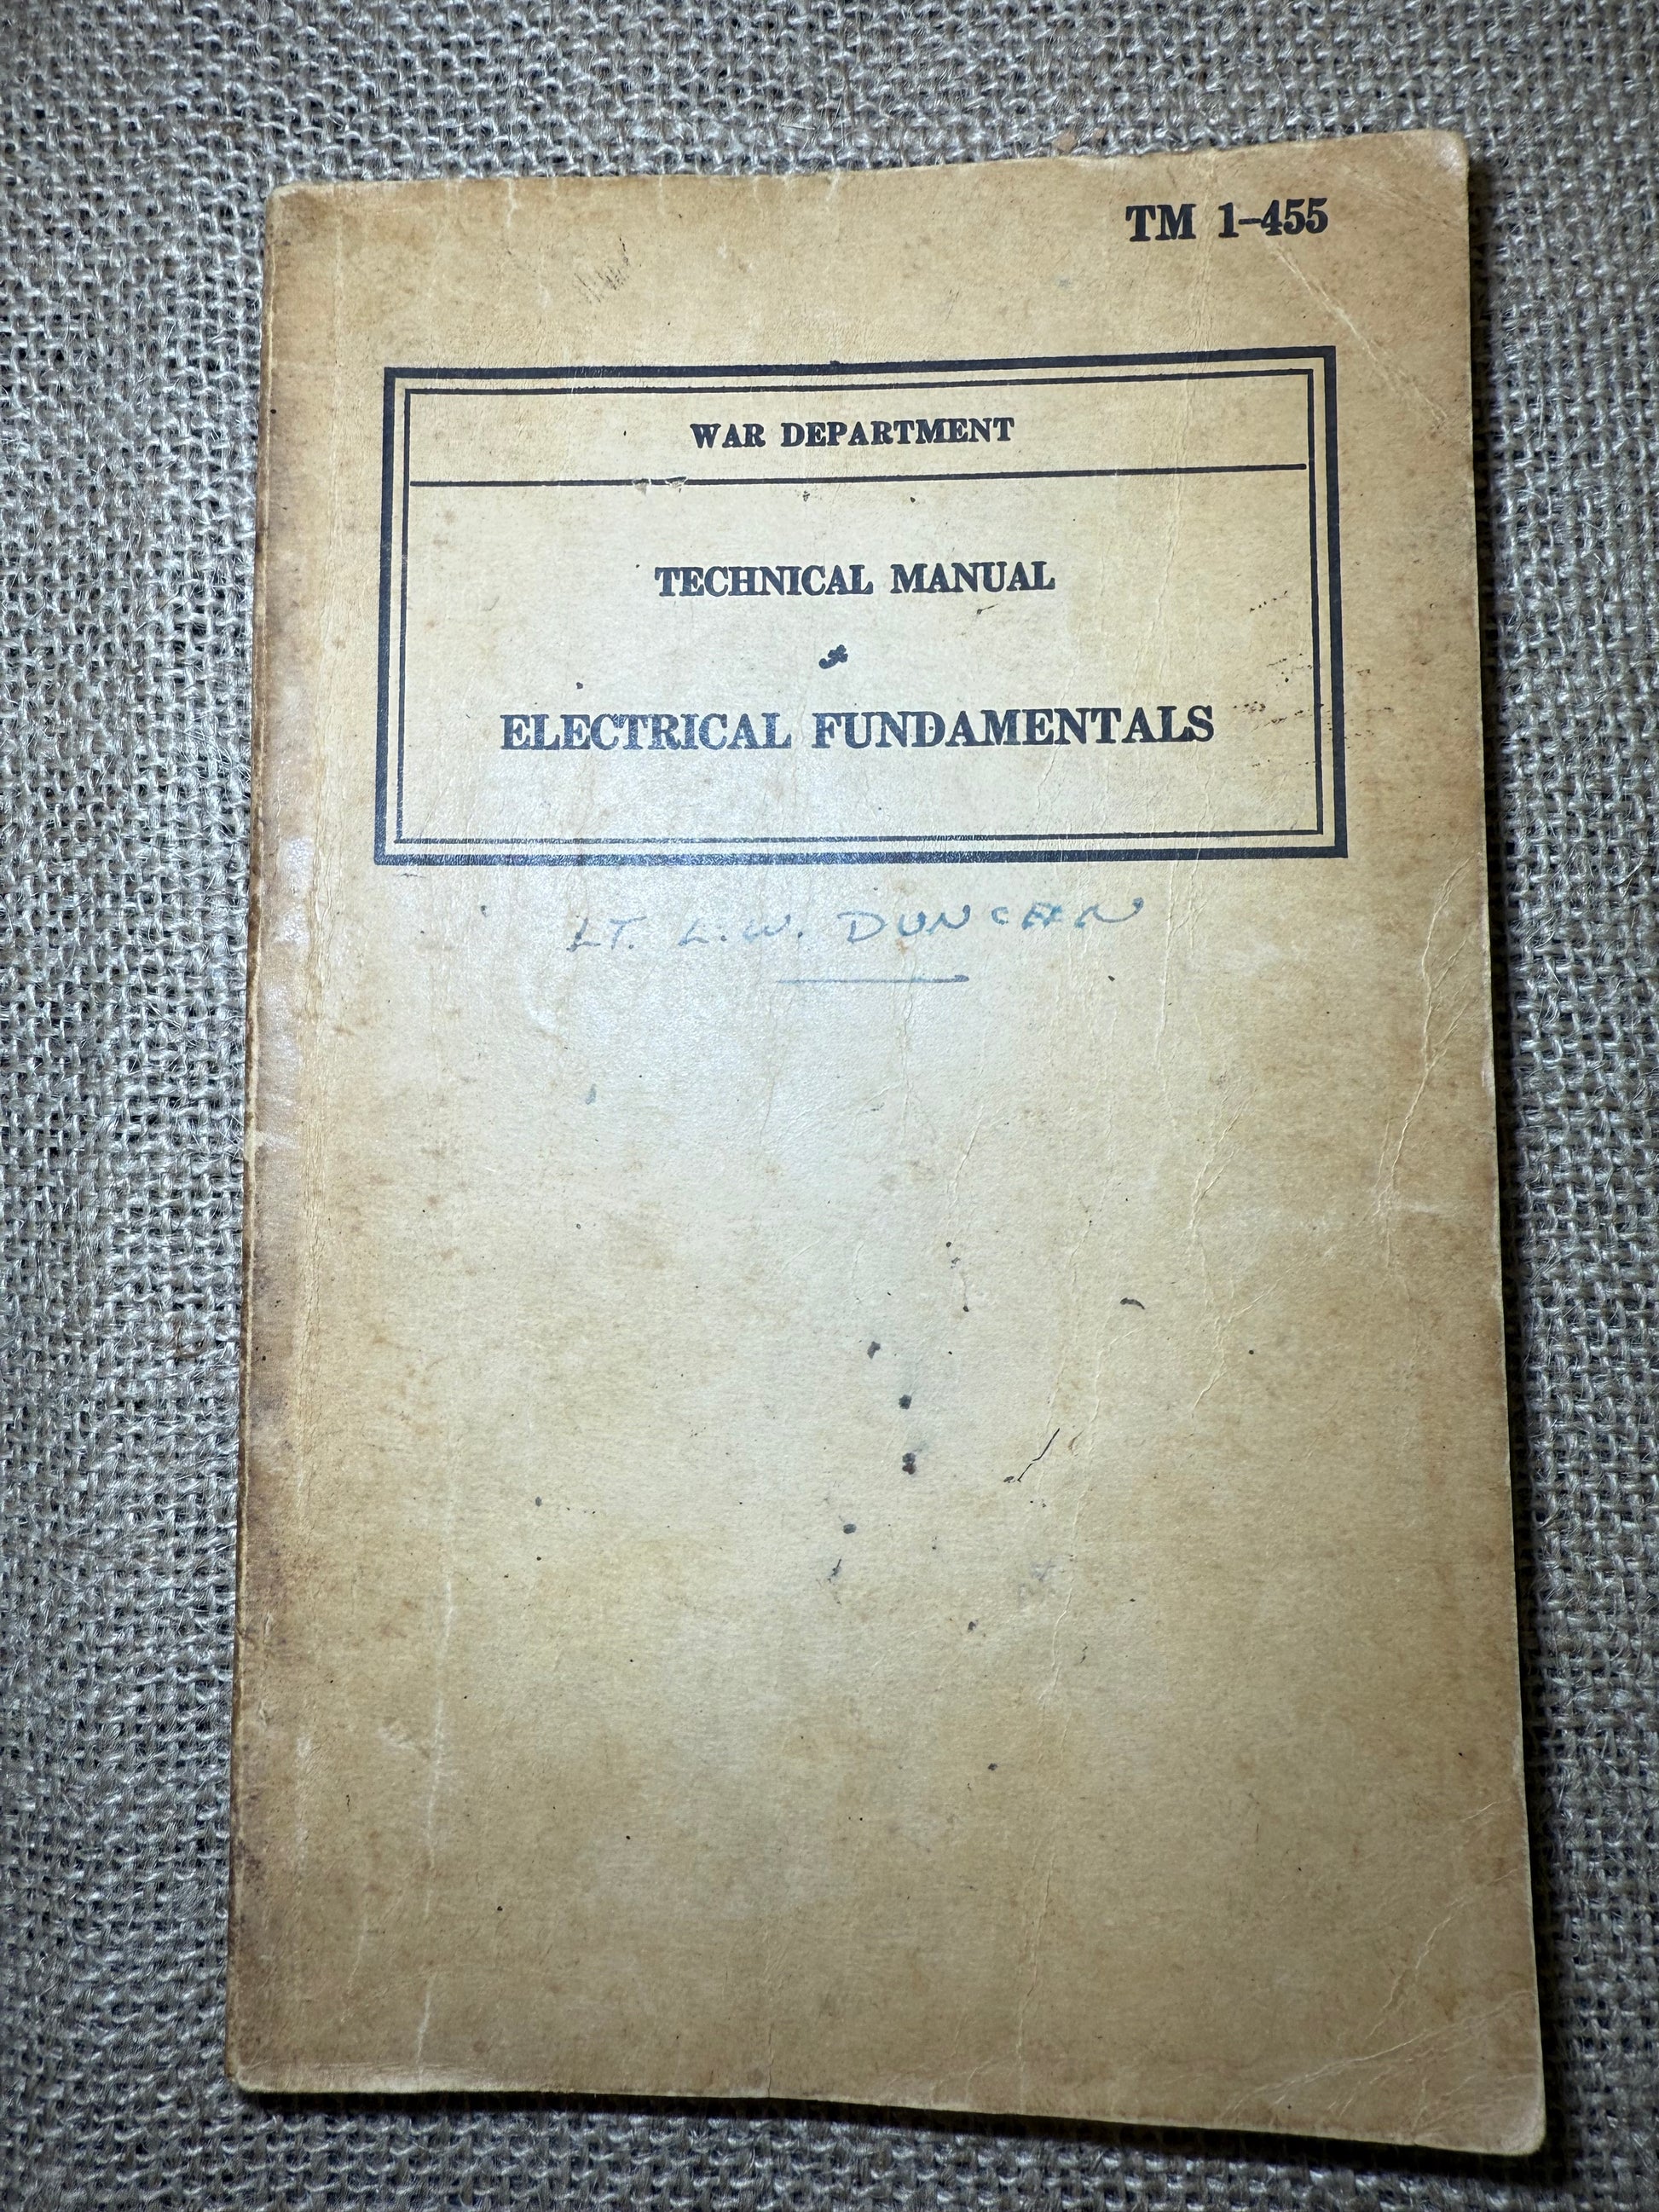 TM 1-455
WAR DEPARTMENT
TECHNICAL MANUAL
ELECTRICAL FUNDAMENTALS
LT. L.W. DUNCAN